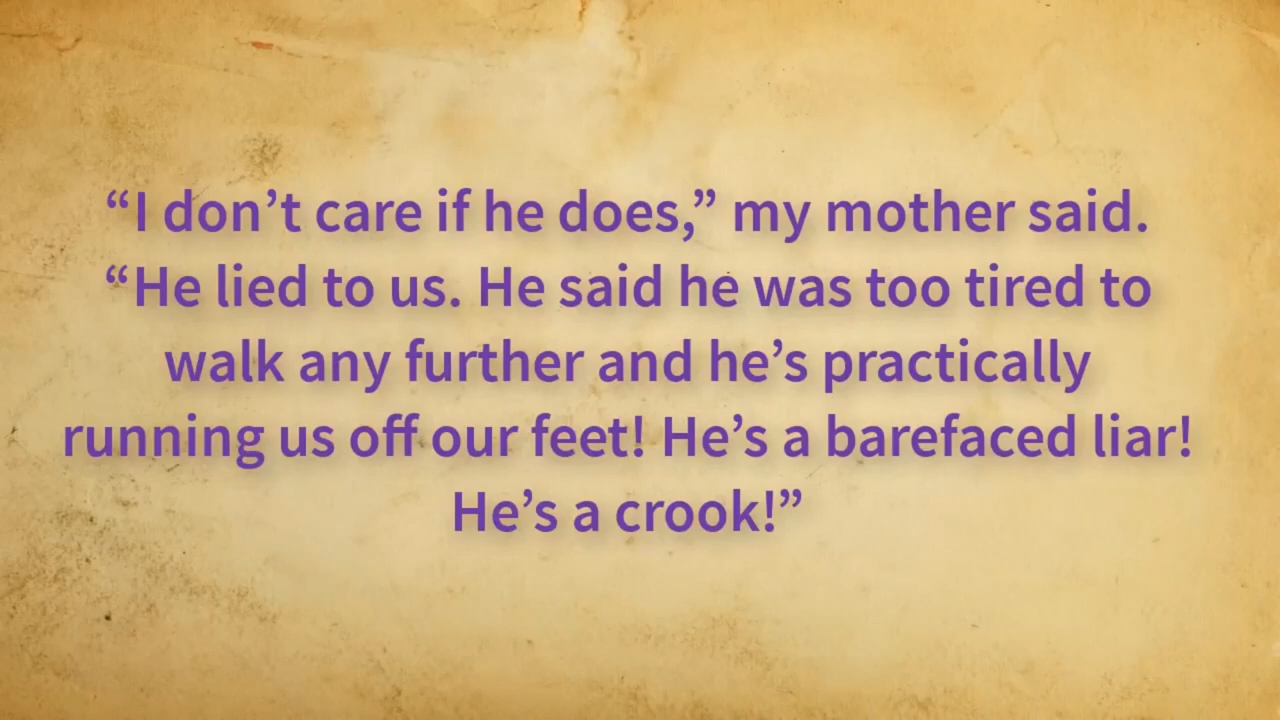 “I don’t care if he does,” my mother said.
“He lied to us. He said he was too tired to
walk any further and he’s practically
running us off our feet! He’s a barefaced liar!
He’s a crook!”